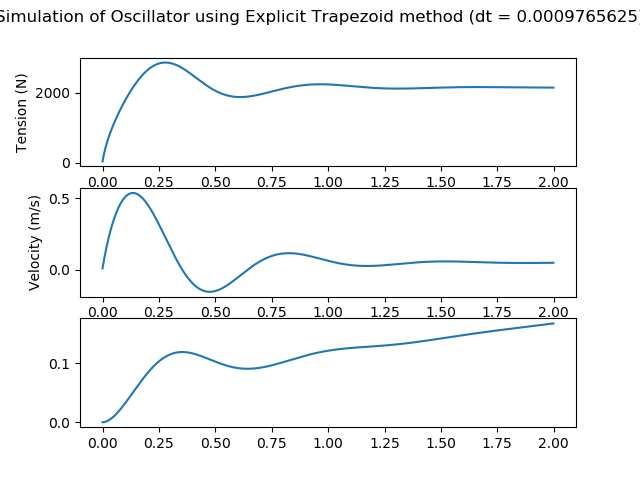 Simulation of Oscillator using Explicit Trapezoid method (dt = 0.0009765625)
Tension (N)
2000
0
0.00 0.25 0.50 0.75 1.00 1.25 1.50 1.75 2.00
Velocity (m/s)
0.5
0.0
0.00 0.25 0.50 0.75 1.00 1.25 1.50 1.75 2.00
0.1
0.0
0.00 0.25 0.50 0.75 1.00 1.25 1.50 1.75 2.00